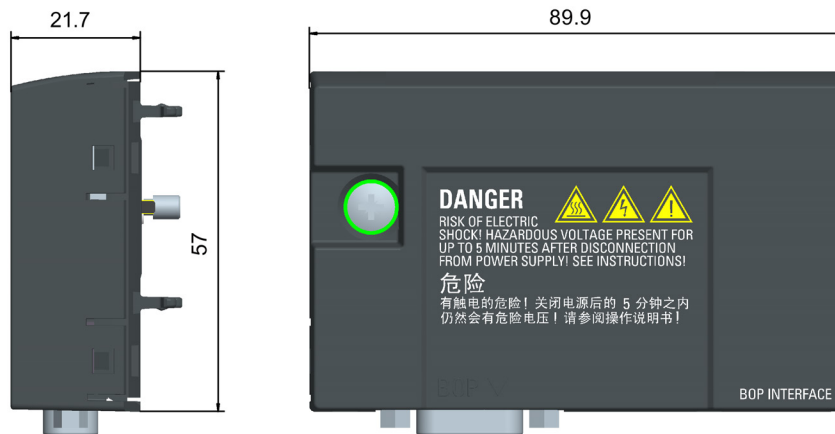 21.7
89.9
57
DANGER
RISK OF ELECTRIC
SHOCK! HAZARDOUS VOLTAGE PRESENT FOR
UP TO 5 MINUTES AFTER DISCONNECTION
FROM POWER SUPPLY! SEE INSTRUCTIONS!
危险
有触电的危险！关闭电源后的 5 分钟之内
仍然会有危险电压！请参阅操作说明书！
BOP
BOP INTERFACE